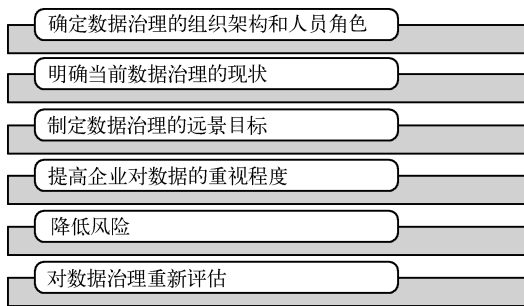 确定数据治理的组织架构和人员角色
明确当前数据治理的现状
制定数据治理的远景目标
提高企业对数据的重视程度
降低风险
对数据治理重新评估